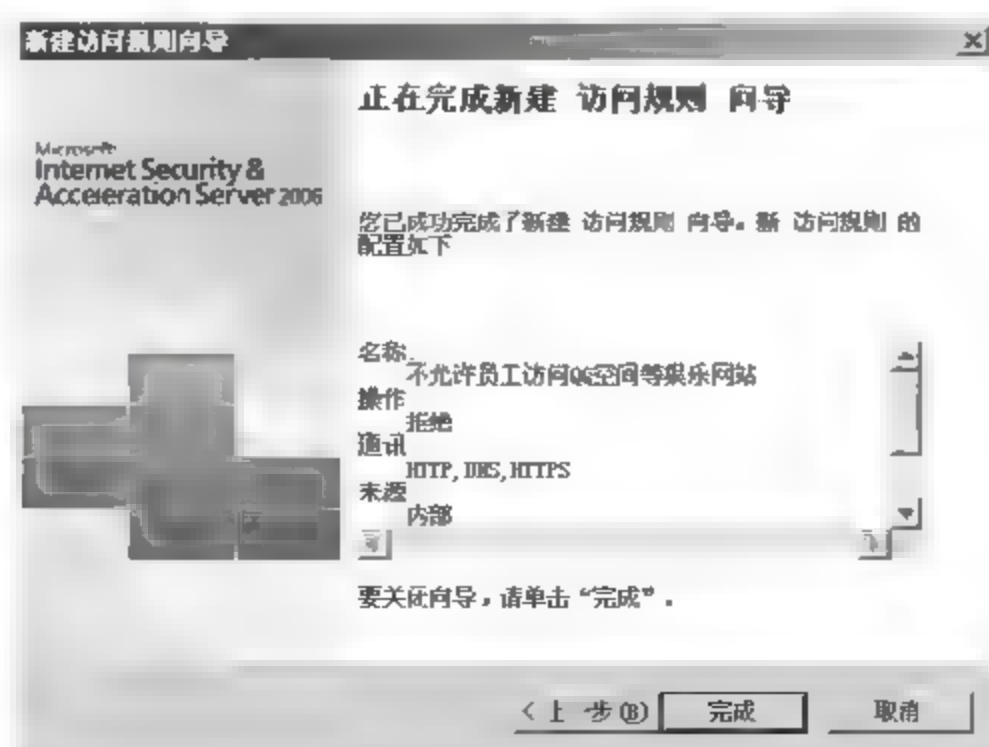 新建访问规则向导
正在完成新建 访问规则 向导
Microsoft
Internet Security &
Acceleration Server 2006
您已成功完成了新建 访问规则 向导。新 访问规则 的
配置如下
名称:
不允许员工访问QQ空间等娱乐网站
操作
拒绝
通讯
HTTP, DNS, HTTPS
来源
内部
要关闭向导，请单击“完成”.
< 上一步(B)
完成
取消